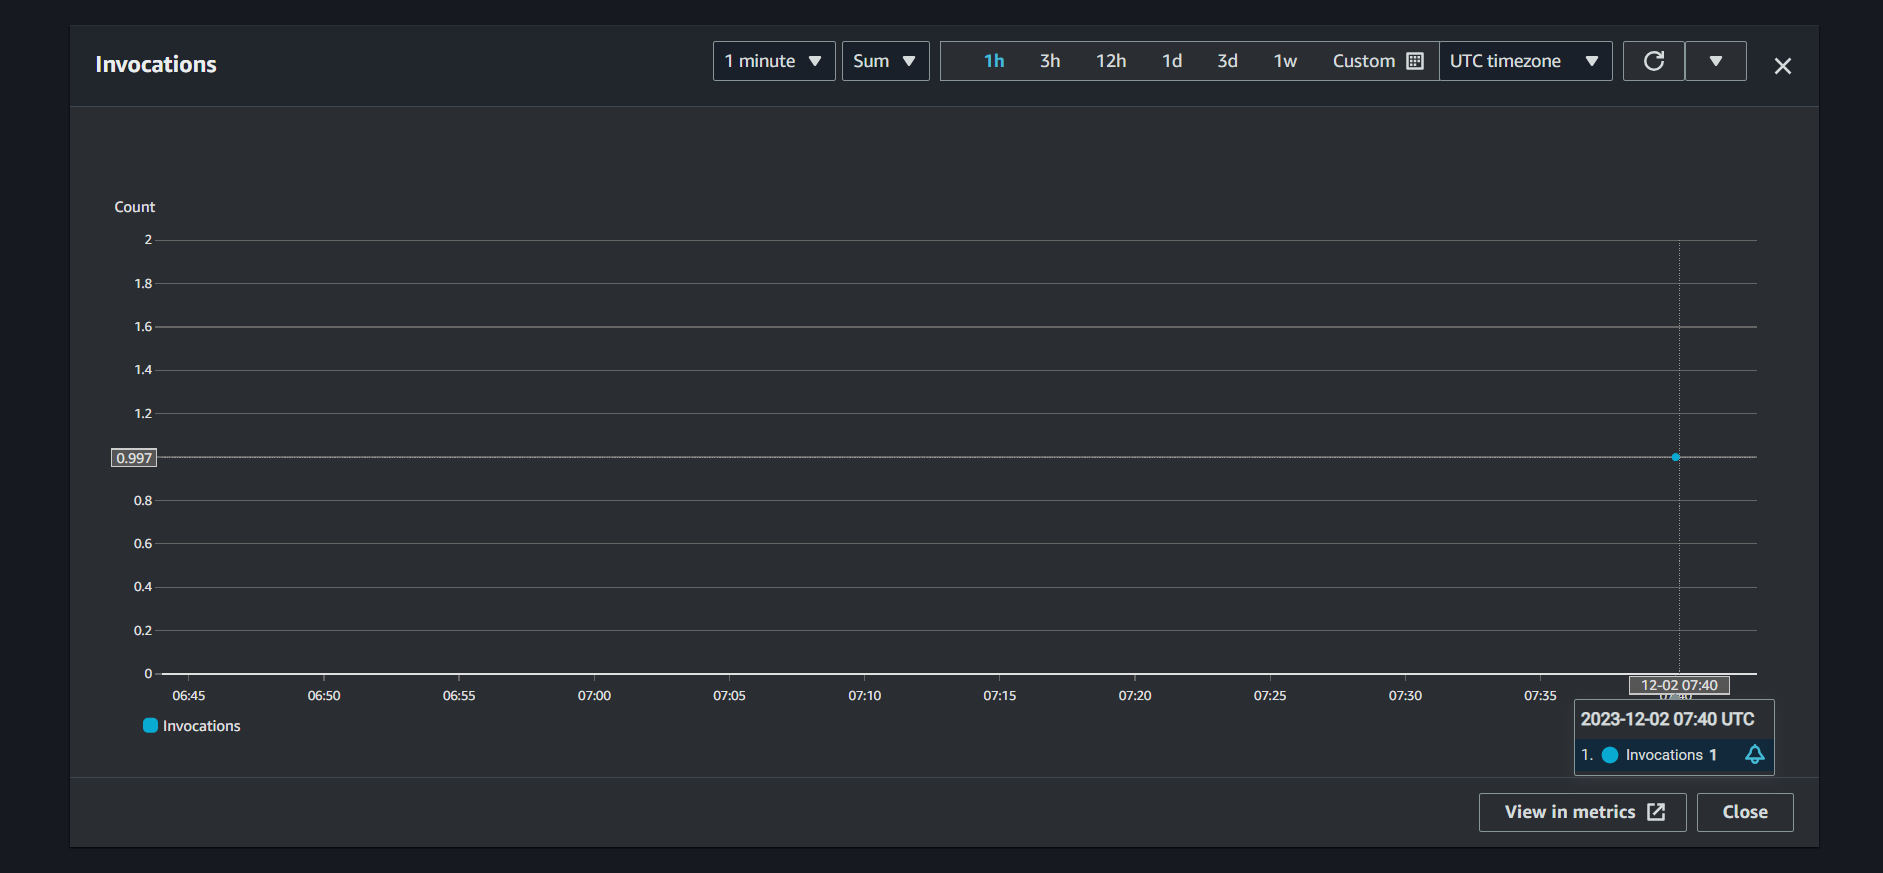 Invocations
1 minute Sum 1h 3h 12h 1d 3d 1w Custom UTC timezone
Count
2
1.8
1.6
1.4
1.2
0.997
0.8
0.6
0.4
0.2
0
06:45 06:50 06:55 07:00 07:05 07:10 07:15 07:20 07:25 07:30 07:35 07:40
12-02 07:40
Invocations
2023-12-02 07:40 UTC
1. Invocations 1
View in metrics Close